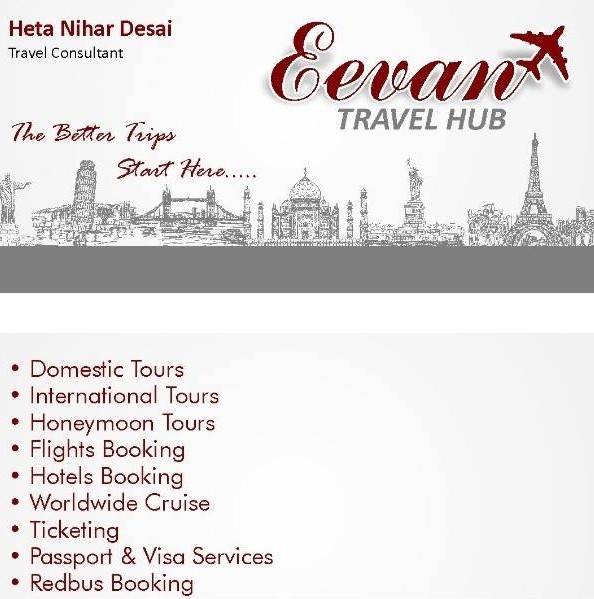 Heta Nihar Desai
Travel Consultant
Eevan
TRAVEL HUB
The Better Trips
Start Here.....
• Domestic Tours
• International Tours
• Honeymoon Tours
• Flights Booking
• Hotels Booking
• Worldwide Cruise
• Ticketing
• Passport & Visa Services
• Redbus Booking